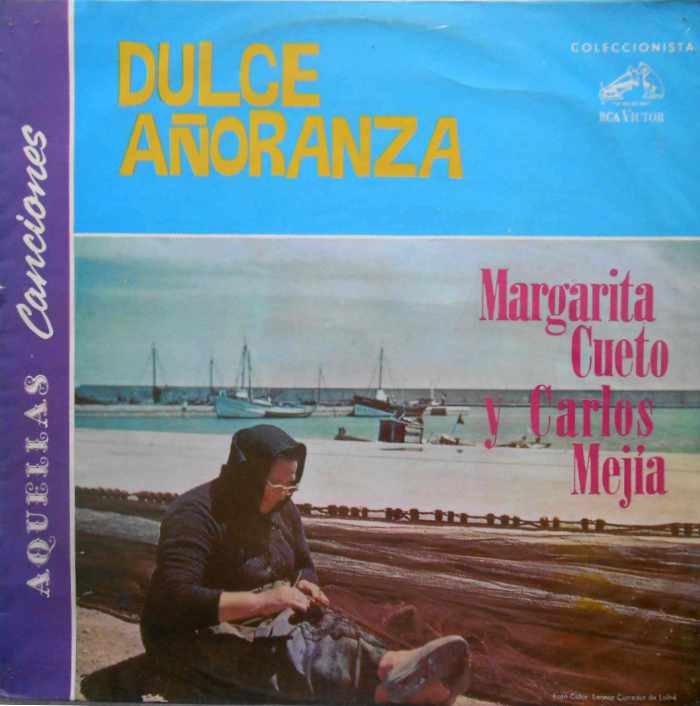 DULCE
AÑORANZA
COLECCIONISTA
RCA VICTOR
AQUELLAS Canciones
Margarita
Cueto
y Carlos
Mejía